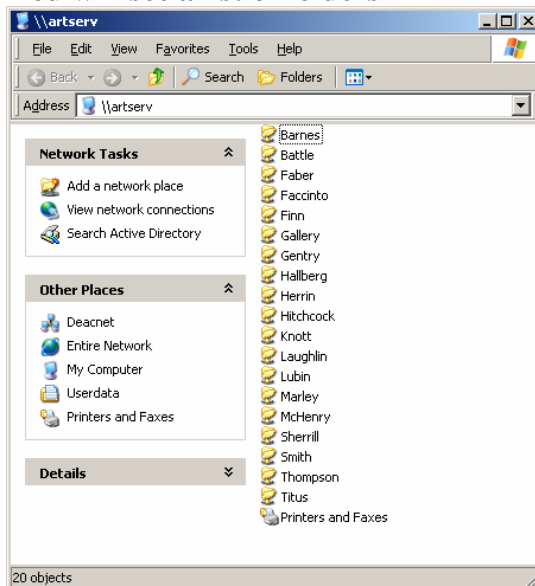 \\artserv
File Edit View Favorites Tools Help
Back Search Folders
Address \\artserv
Network Tasks
Add a network place
View network connections
Search Active Directory
Other Places
Deacnet
Entire Network
My Computer
Userdata
Printers and Faxes
Details
Barnes
Battle
Faber
Faccinto
Finn
Gallery
Gentry
Hallberg
Herrin
Hitchcock
Knott
Laughlin
Lubin
Marley
McHenry
Sherrill
Smith
Thompson
Titus
Printers and Faxes
20 objects